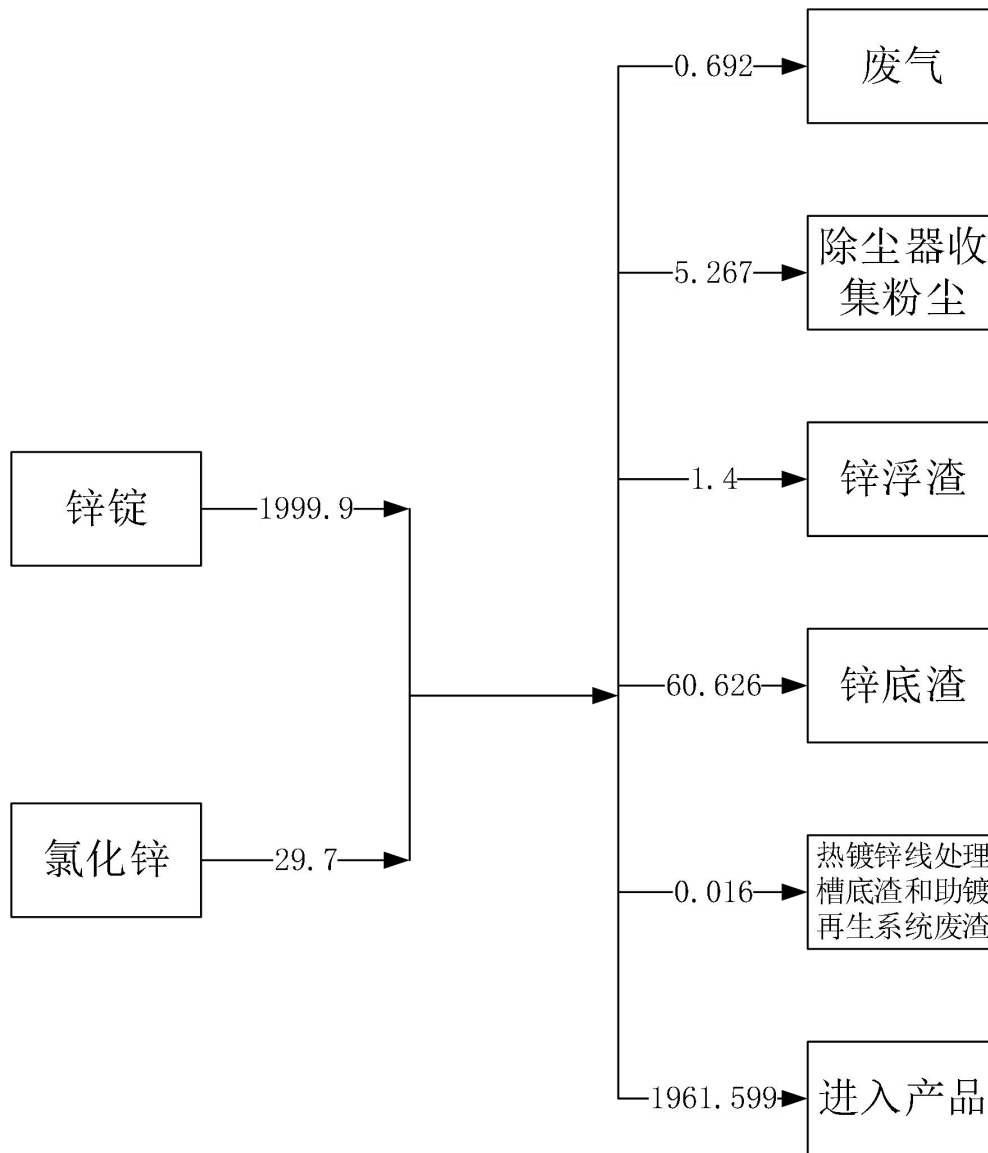 0.692
废气
5.267
除尘器收
集粉尘
1.4
锌浮渣
锌锭
1999.9
60.626
锌底渣
氯化锌
29.7
0.016
热镀锌线处理
槽底渣和助镀
再生系统废渣
1961.599
进入产品